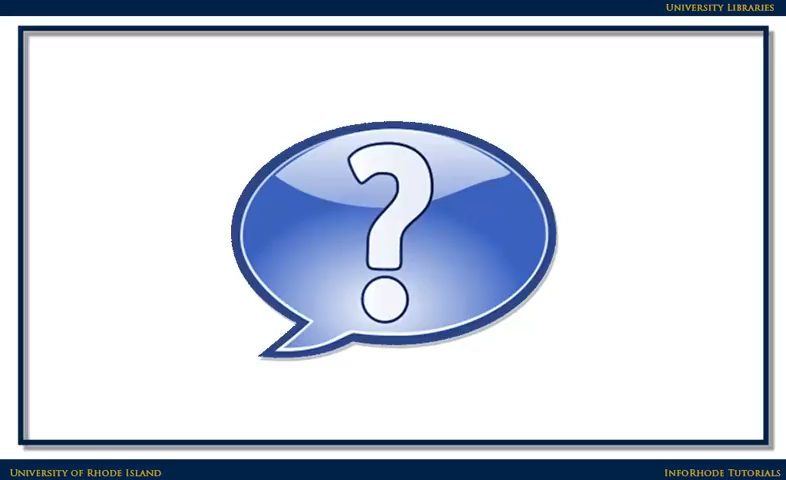 University Libraries
?
University of Rhode Island
InfoRhode Tutorials